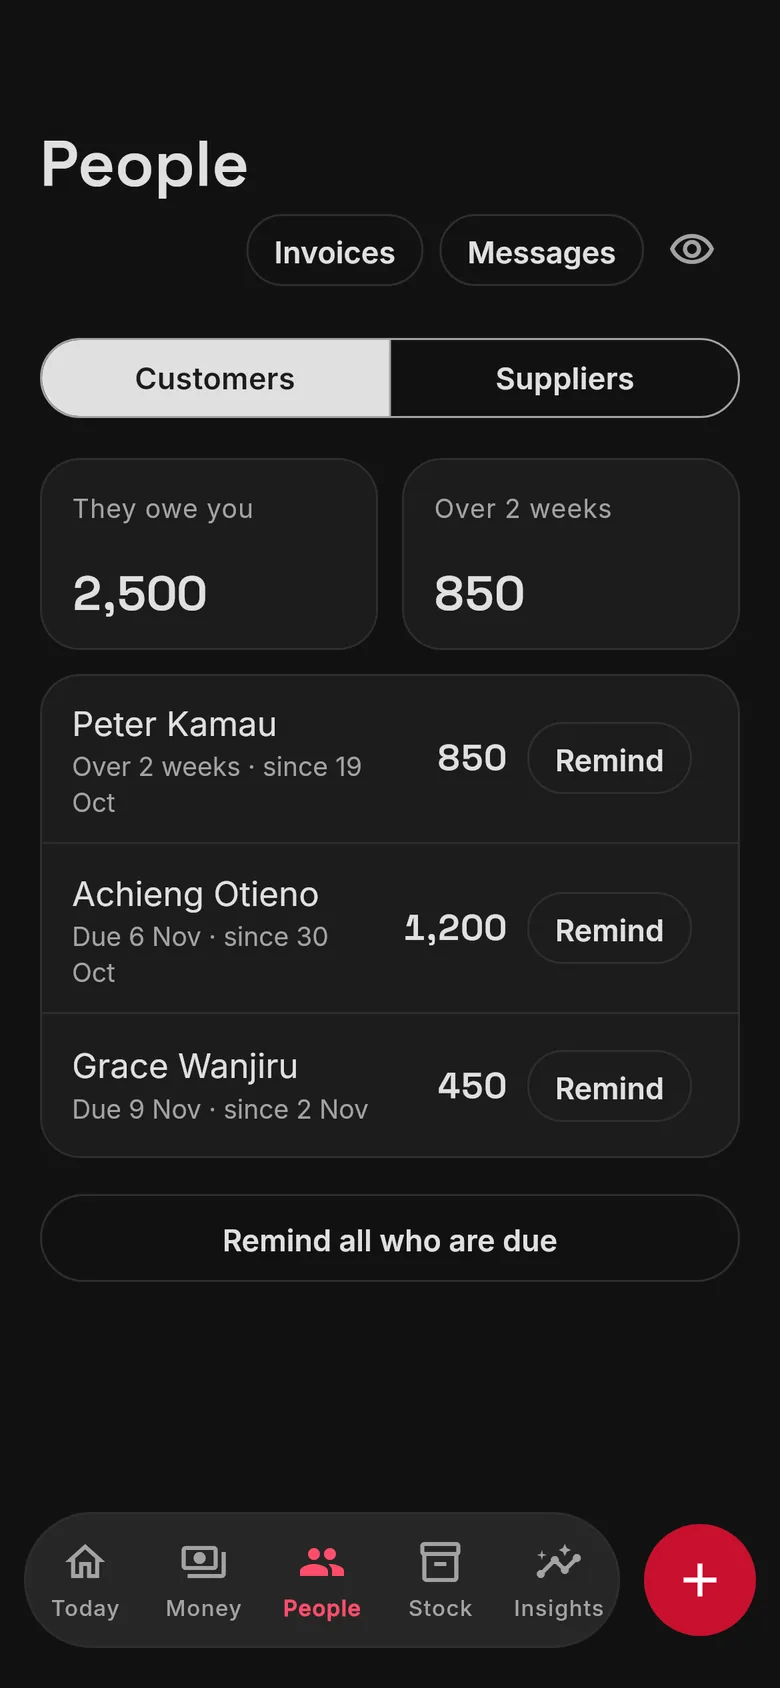 People
Invoices
Messages
Customers
Suppliers
They owe you
2,500
Over 2 weeks
850
Peter Kamau
Over 2 weeks · since 19
Oct
850
Remind
Achieng Otieno
Due 6 Nov · since 30
Oct
1,200
Remind
Grace Wanjiru
Due 9 Nov · since 2 Nov
450
Remind
Remind all who are due
Today
Money
People
Stock
Insights